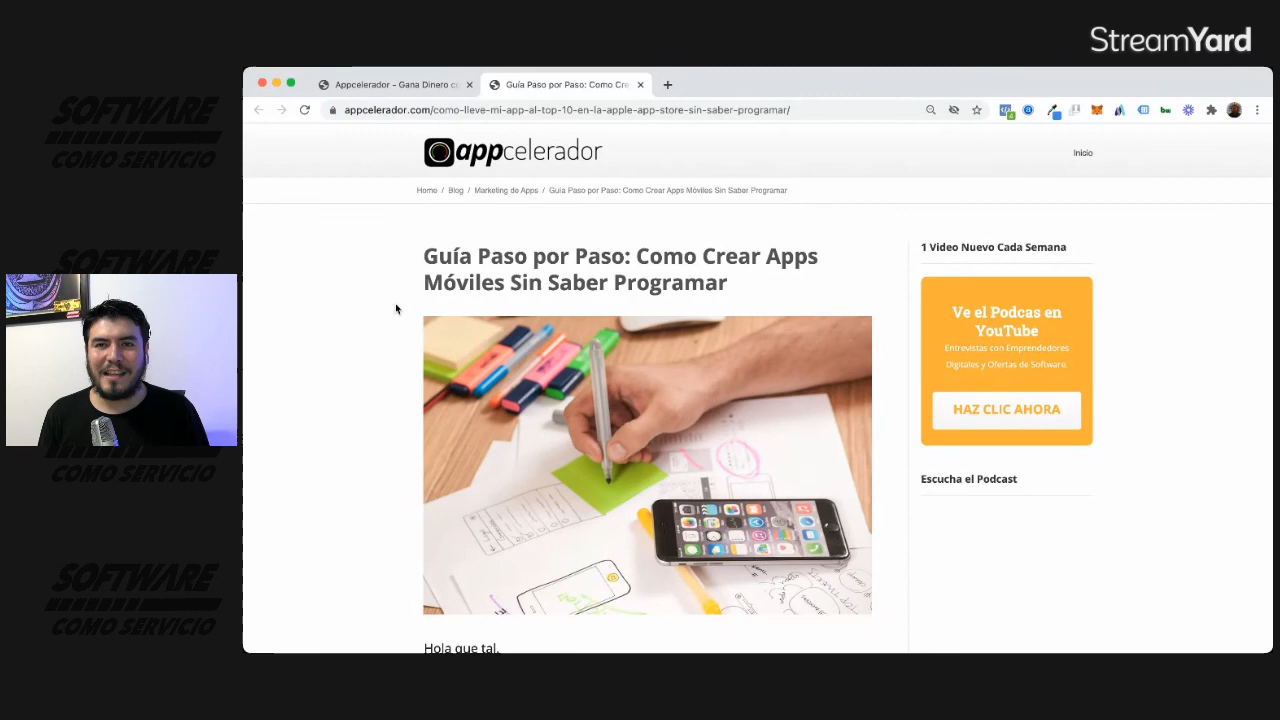 StreamYard
SOFTWARE
COMO SERVICIO
SOFTWARE
COMO SERVICIO
SOFTWARE
COMO SERVICIO
Appcelerador - Gana Dinero co
Guía Paso por Paso: Como Cre
appcelerador.com/como-lleve-mi-app-al-top-10-en-la-apple-app-store-sin-saber-programar/
appcelerador
Inicio
Home / Blog / Marketing de Apps / Guía Paso por Paso: Como Crear Apps Móviles Sin Saber Programar
Guía Paso por Paso: Como Crear Apps
Móviles Sin Saber Programar
1 Video Nuevo Cada Semana
Ve el Podcas en
YouTube
Entrevistas con Emprendedores
Digitales y Ofertas de Software.
HAZ CLIC AHORA
Escucha el Podcast
Hola que tal,